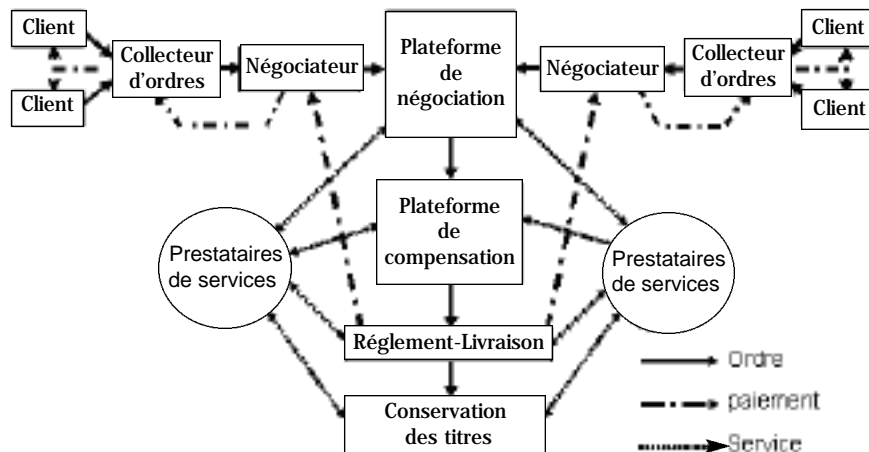 Client
Collecteur
d'ordres
Négociateur
Plateforme
de
négociation
Négociateur
Collecteur
d'ordres
Client
Client
Client
Plateforme
de
compensation
Prestataires
de services
Prestataires
de services
Réglement-Livraison
Conservation
des titres
Ordre
paiement
Service